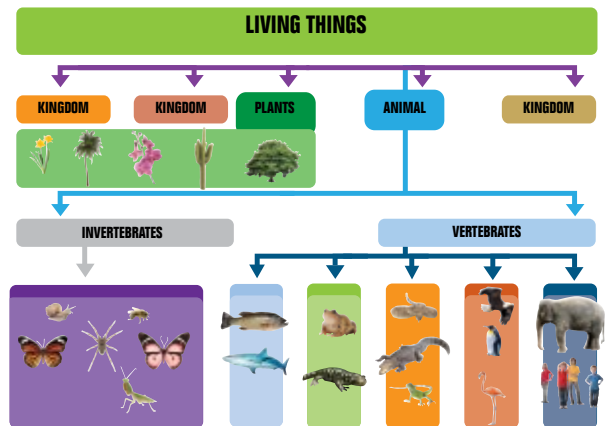 LIVING THINGS
KINGDOM
KINGDOM
PLANTS
ANIMAL
KINGDOM
INVERTEBRATES
VERTEBRATES